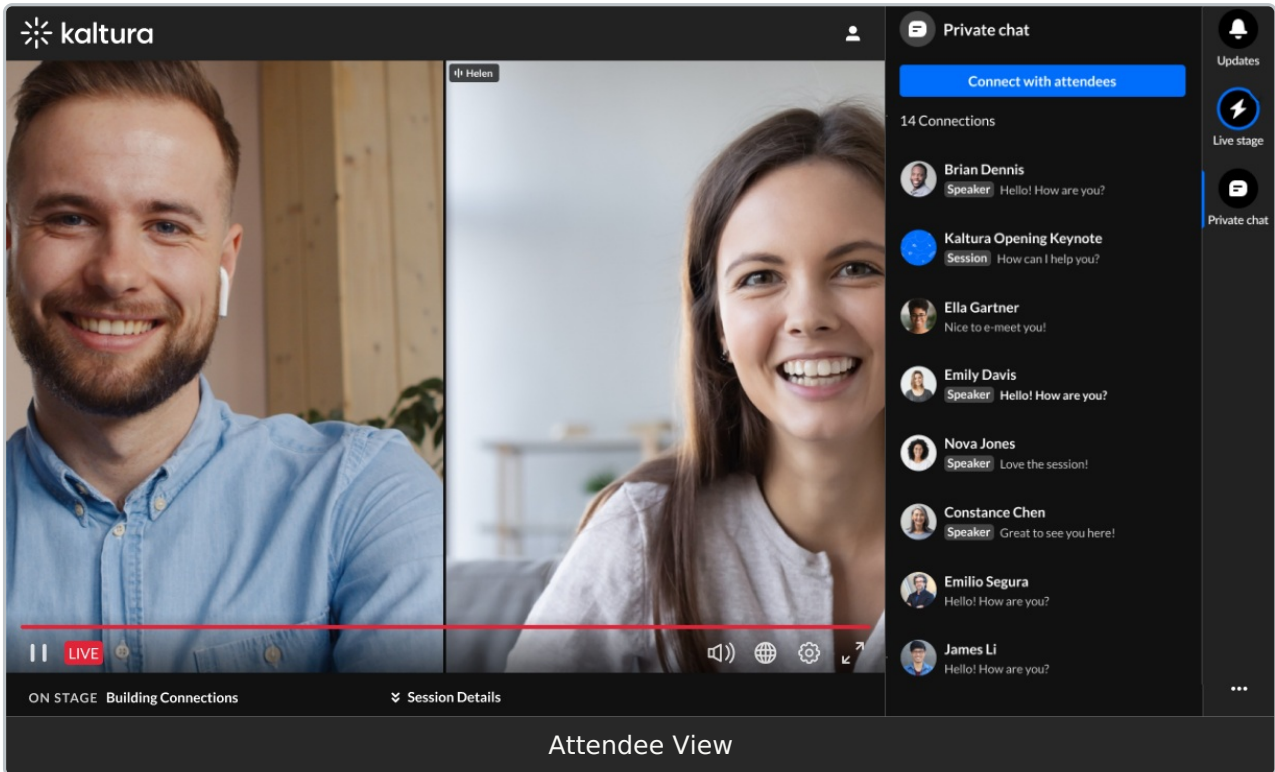 kaltura
Helen
LIVE
ON STAGE Building Connections
Session Details
Private chat
Connect with attendees
14 Connections
Brian Dennis
Speaker Hello! How are you?
Kaltura Opening Keynote
Session How can I help you?
Ella Gartner
Nice to e-meet you!
Emily Davis
Speaker Hello! How are you?
Nova Jones
Speaker Love the session!
Constance Chen
Speaker Great to see you here!
Emilio Segura
Hello! How are you?
James Li
Hello! How are you?
Updates
Live stage
Private chat
Attendee View